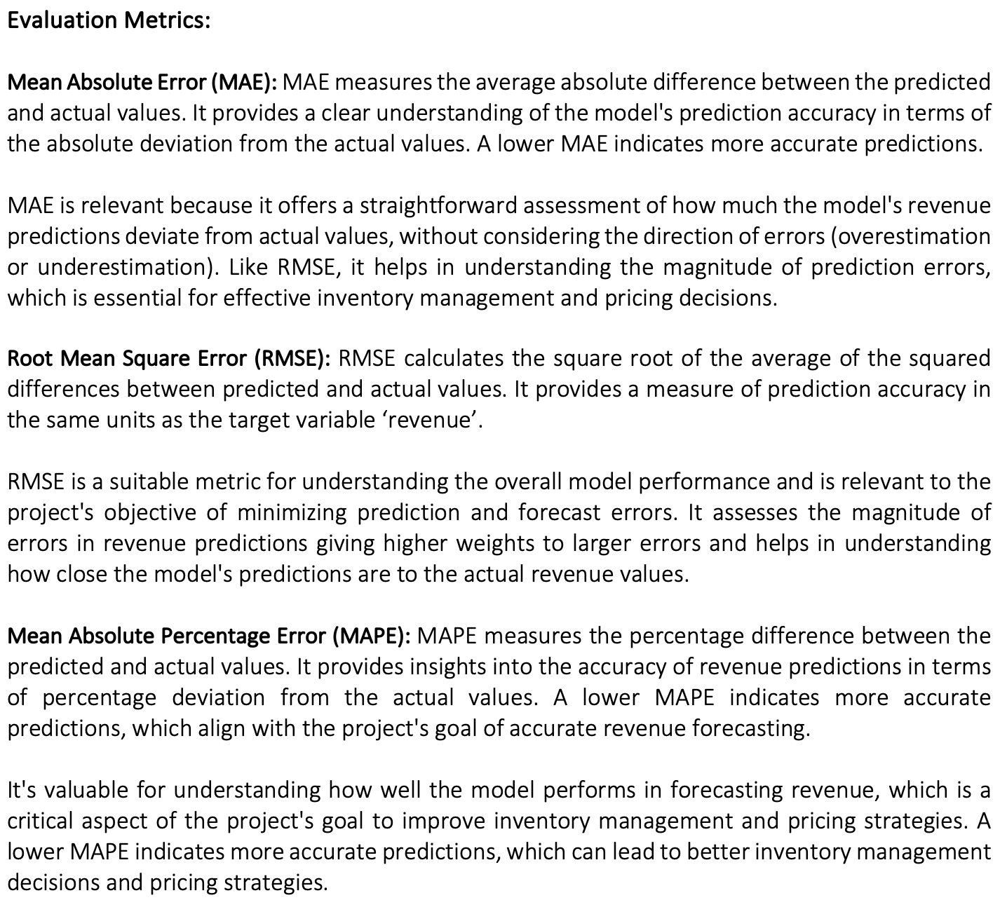 Evaluation Metrics:
Mean Absolute Error (MAE): MAE measures the average absolute difference between the predicted
and actual values. It provides a clear understanding of the model's prediction accuracy in terms of
the absolute deviation from the actual values. A lower MAE indicates more accurate predictions.
MAE is relevant because it offers a straightforward assessment of how much the model's revenue
predictions deviate from actual values, without considering the direction of errors (overestimation
or underestimation). Like RMSE, it helps in understanding the magnitude of prediction errors,
which is essential for effective inventory management and pricing decisions.
Root Mean Square Error (RMSE): RMSE calculates the square root of the average of the squared
differences between predicted and actual values. It provides a measure of prediction accuracy in
the same units as the target variable ‘revenue’.
RMSE is a suitable metric for understanding the overall model performance and is relevant to the
project's objective of minimizing prediction and forecast errors. It assesses the magnitude of
errors in revenue predictions giving higher weights to larger errors and helps in understanding
how close the model's predictions are to the actual revenue values.
Mean Absolute Percentage Error (MAPE): MAPE measures the percentage difference between the
predicted and actual values. It provides insights into the accuracy of revenue predictions in terms
of percentage deviation from the actual values. A lower MAPE indicates more accurate
predictions, which align with the project's goal of accurate revenue forecasting.
It's valuable for understanding how well the model performs in forecasting revenue, which is a
critical aspect of the project's goal to improve inventory management and pricing strategies. A
lower MAPE indicates more accurate predictions, which can lead to better inventory management
decisions and pricing strategies.